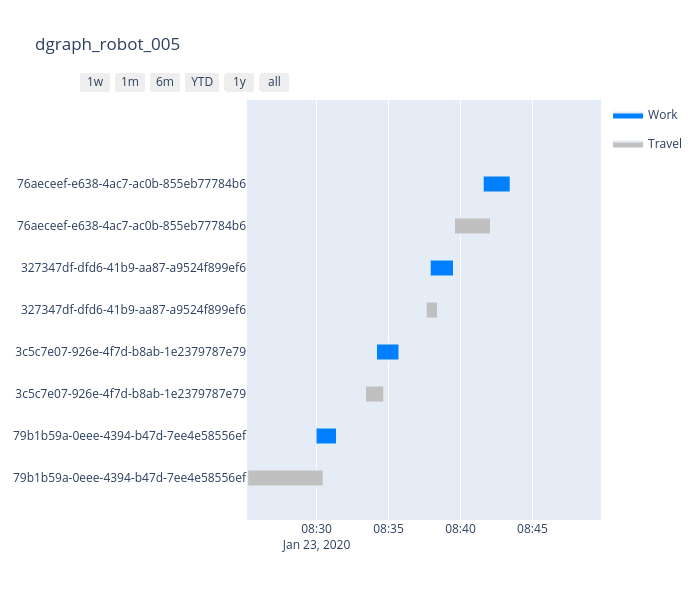 dgraph_robot_005
1w 1m 6m YTD 1y all
Work
Travel
76aeceef-e638-4ac7-ac0b-855eb77784b6
76aeceef-e638-4ac7-ac0b-855eb77784b6
327347df-dfd6-41b9-aa87-a9524f899ef6
327347df-dfd6-41b9-aa87-a9524f899ef6
3c5c7e07-926e-4f7d-b8ab-1e2379787e79
3c5c7e07-926e-4f7d-b8ab-1e2379787e79
79b1b59a-0eee-4394-b47d-7ee4e58556ef
79b1b59a-0eee-4394-b47d-7ee4e58556ef
08:30 08:35 08:40 08:45
Jan 23, 2020